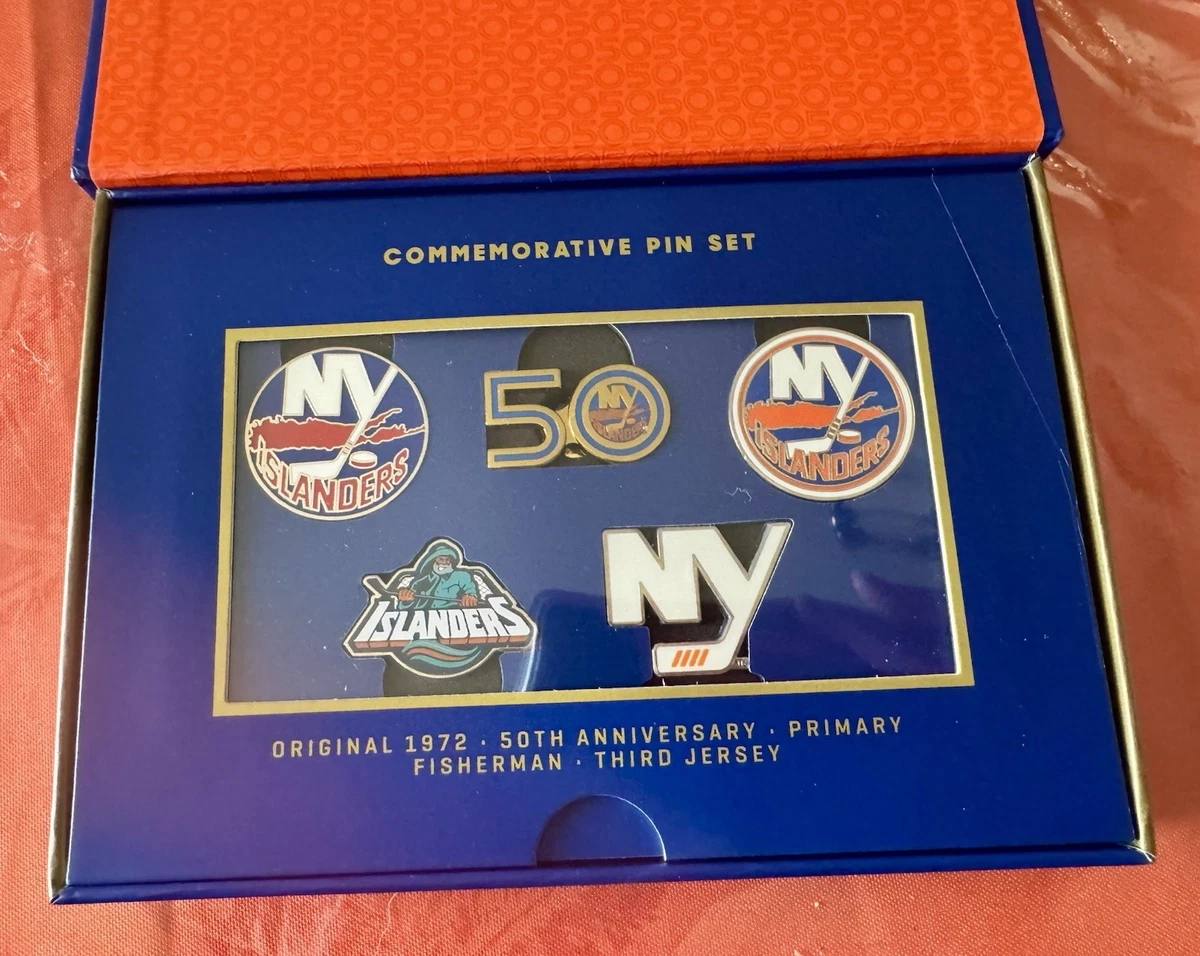 COMMEMORATIVE PIN SET
NY
ISLANDERS
50
NY
ISLANDERS
NY
ISLANDERS
ISLANDERS
NY
ORIGINAL 1972 · 50TH ANNIVERSARY · PRIMARY
FISHERMAN · THIRD JERSEY